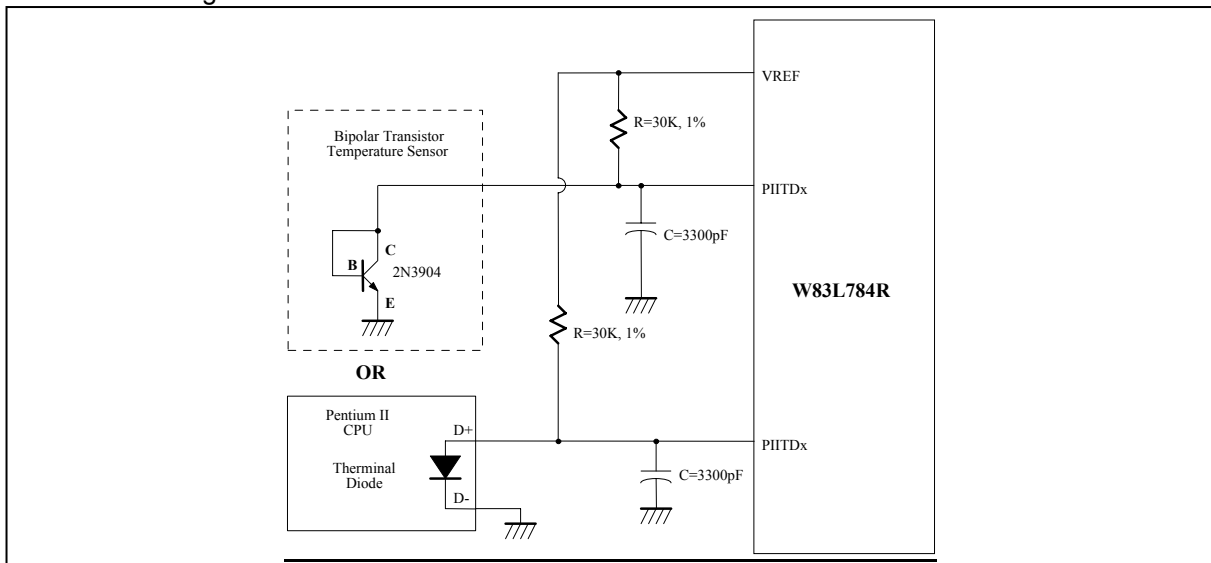 VREF
R=30K, 1%
Bipolar Transistor
Temperature Sensor
PIITDx
C=3300pF
C
B
2N3904
E
W83L784R
R=30K, 1%
OR
Pentium II
CPU
D+
PIITDx
Therminal
Diode
C=3300pF
D-